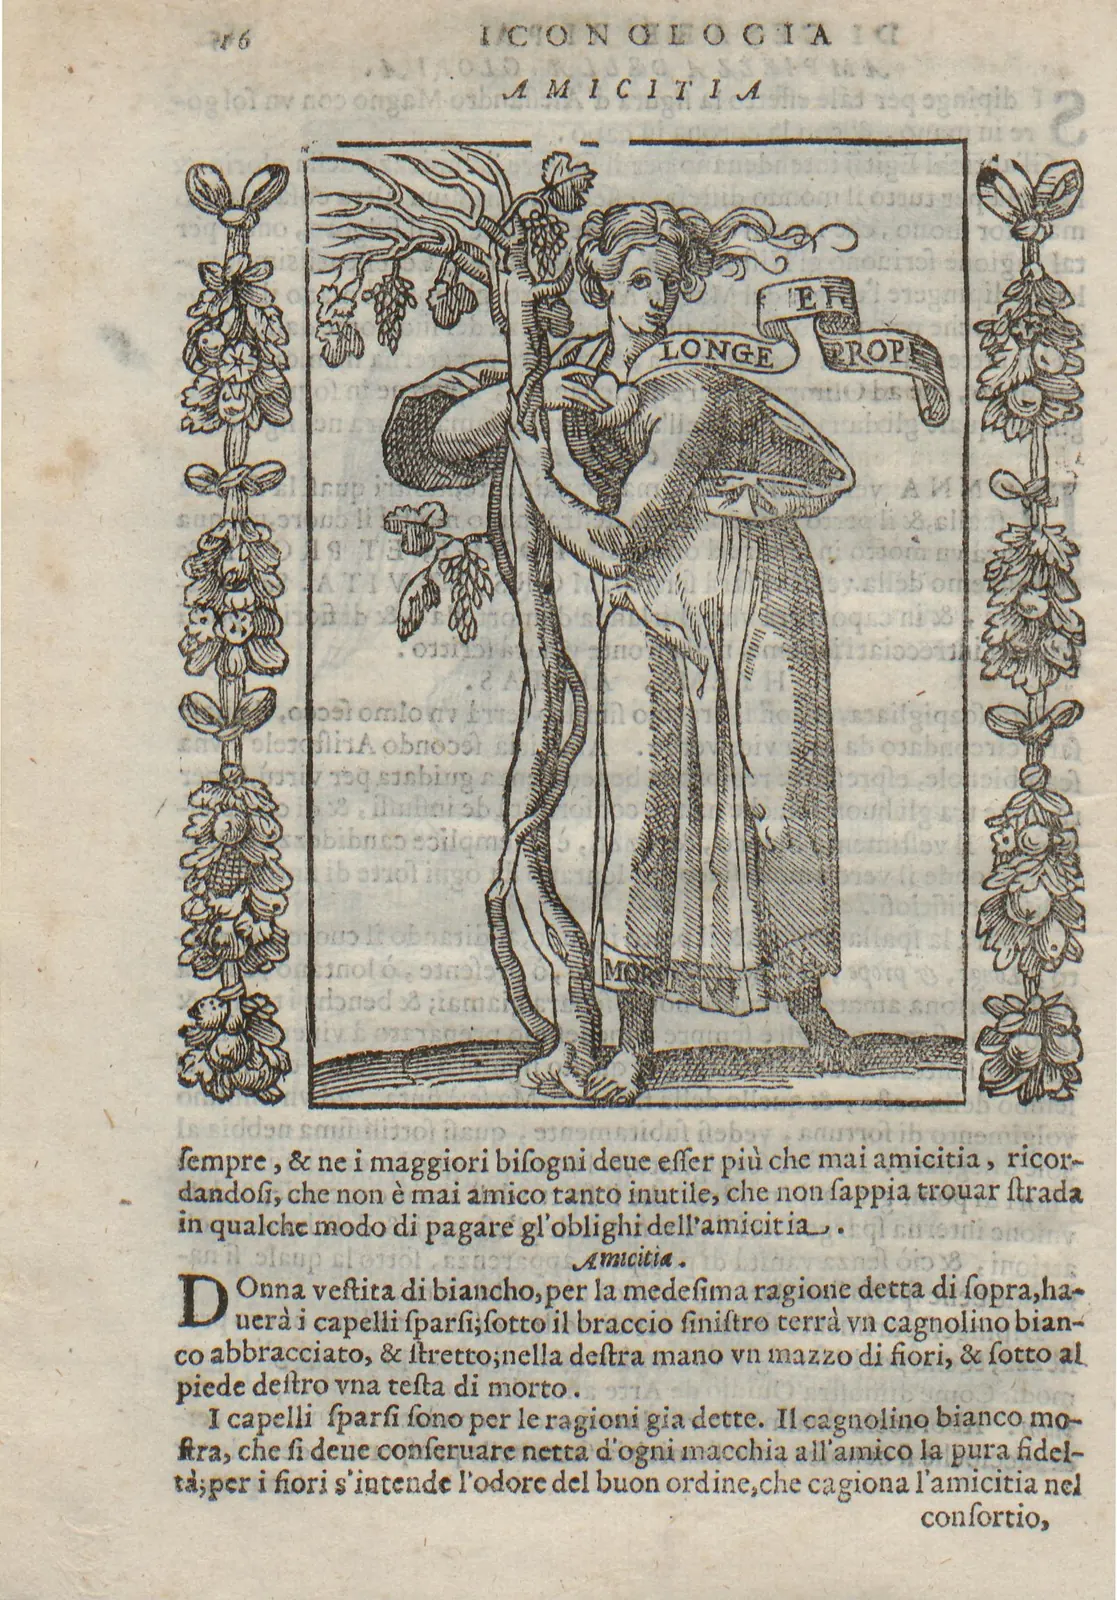 16 ICONOLOGIA
AMICITIA
LONGE
ET
PROPE
MOR
ſempre, & ne i maggiori biſogni deue eſſer più che mai amicitia, ricor-
dandoſi, che non è mai amico tanto inutile, che non ſappia trouar ſtrada
in qualche modo di pagare gl'oblighi dell'amicitia.
Amicitia.
DOnna veſtita di biancho, per la medeſima ragione detta di ſopra, ha-
uerà i capelli ſparſi; ſotto il braccio ſiniſtro terrà vn cagnolino bian-
co abbracciato, & ſtretto; nella deſtra mano vn mazzo di fiori, & ſotto al
piede deſtro vna teſta di morto.
I capelli ſparſi ſono per le ragioni gia dette. Il cagnolino bianco mo-
ſtra, che ſi deue conſeruare netta d'ogni macchia all'amico la pura fidel-
tà; per i fiori s'intende l'odore del buon ordine, che cagiona l'amicitia nel
conſortio,